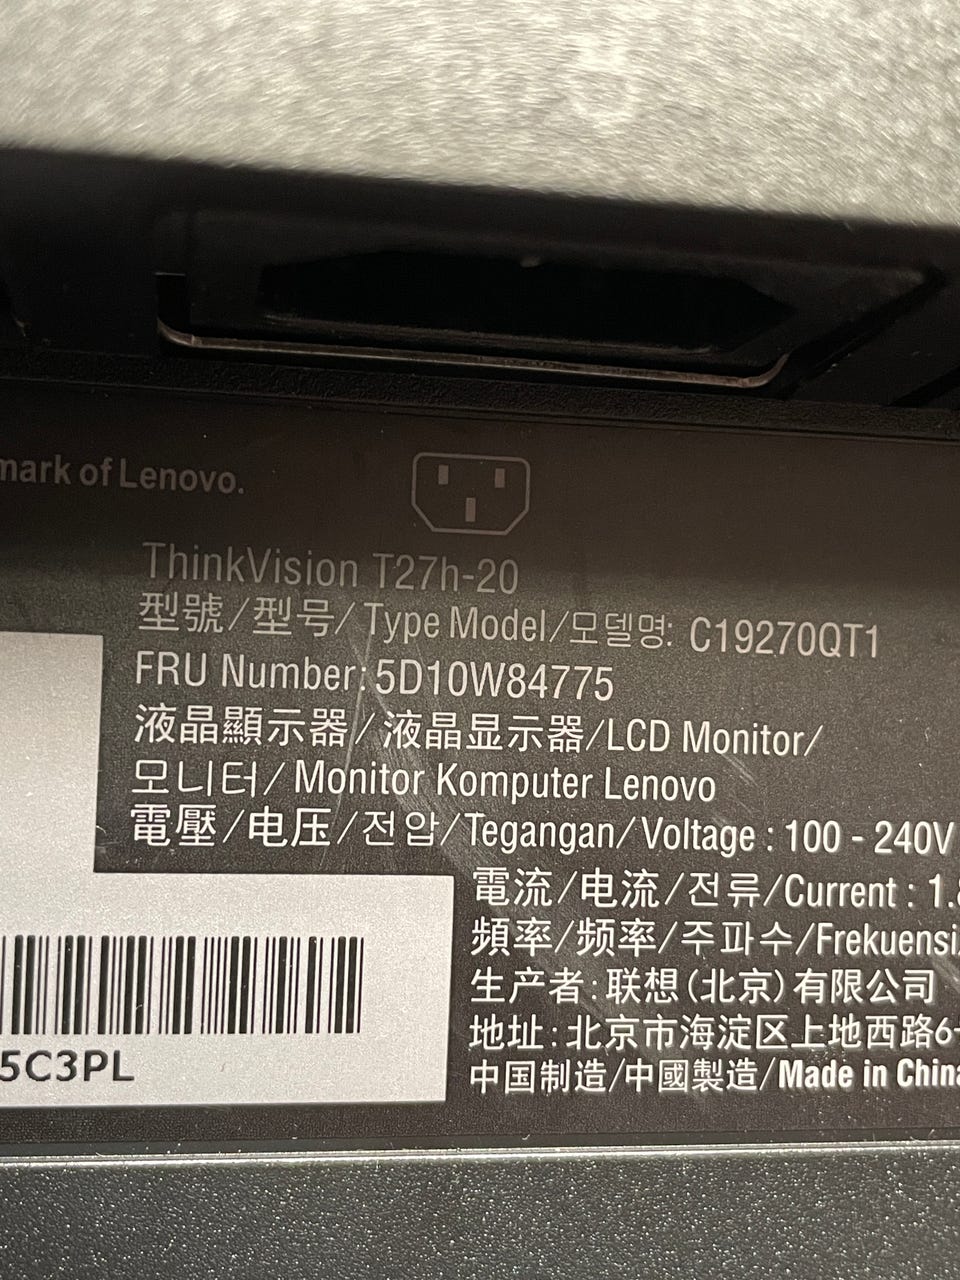 mark of Lenovo.
ThinkVision T27h-20
型號/型号/Type Model/모델명: C19270QT1
FRU Number: 5D10W84775
液晶顯示器/液晶显示器/LCD Monitor/
모니터/ Monitor Komputer Lenovo
電壓/电压/전압/Tegangan/Voltage : 100 - 240V
電流/电流/전류/Current : 1.8
頻率/频率/주파수/Frekuensi/
生产者: 联想(北京)有限公司
地址: 北京市海淀区上地西路6
中国制造/中國製造/Made in China
5C3PL